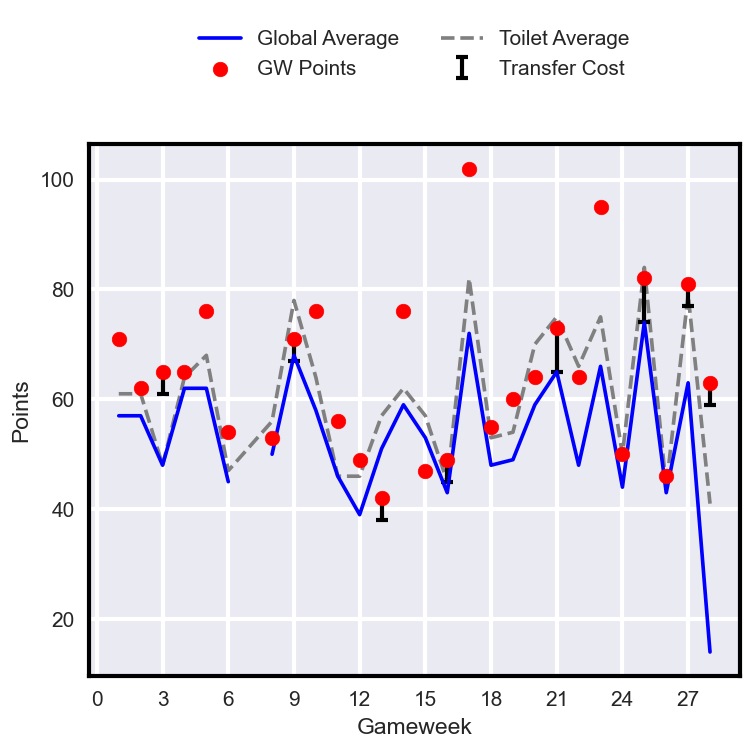 Global Average Toilet Average
GW Points Transfer Cost
100
80
60
40
20
Points
0 3 6 9 12 15 18 21 24 27
Gameweek